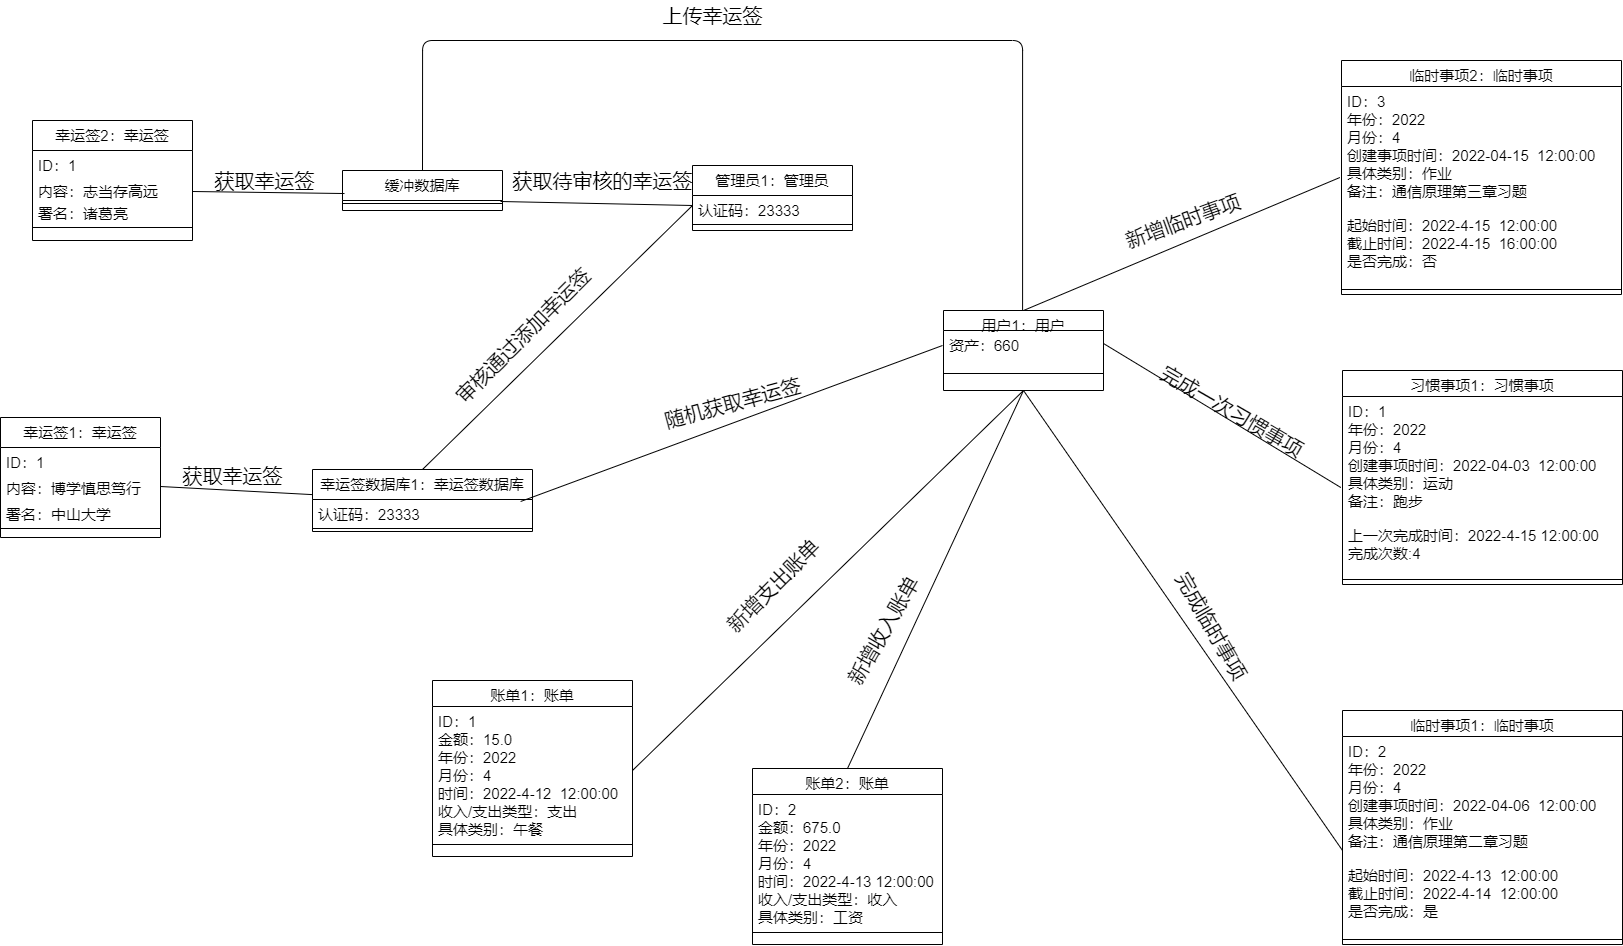 上传幸运签
幸运签2：幸运签
ID：1
内容：志当存高远
署名：诸葛亮
获取幸运签
缓冲数据库
获取待审核的幸运签
管理员1：管理员
认证码：23333
审核通过添加幸运签
幸运签1：幸运签
ID：1
内容：博学慎思笃行
署名：中山大学
获取幸运签
幸运签数据库1：幸运签数据库
认证码：23333
随机获取幸运签
用户1：用户
资产：660
新增临时事项
临时事项2：临时事项
ID：3
年份：2022
月份：4
创建事项时间：2022-04-15 12:00:00
具体类别：作业
备注：通信原理第三章习题
起始时间：2022-4-15 12:00:00
截止时间：2022-4-15 16:00:00
是否完成：否
完成一次习惯事项
习惯事项1：习惯事项
ID：1
年份：2022
月份：4
创建事项时间：2022-04-03 12:00:00
具体类别：运动
备注：跑步
上一次完成时间：2022-4-15 12:00:00
完成次数:4
新增支出账单
账单1：账单
ID：1
金额：15.0
年份：2022
月份：4
时间：2022-4-12 12:00:00
收入/支出类型：支出
具体类别：午餐
新增收入账单
账单2：账单
ID：2
金额：675.0
年份：2022
月份：4
时间：2022-4-13 12:00:00
收入/支出类型：收入
具体类别：工资
完成临时事项
临时事项1：临时事项
ID：2
年份：2022
月份：4
创建事项时间：2022-04-06 12:00:00
具体类别：作业
备注：通信原理第二章习题
起始时间：2022-4-13 12:00:00
截止时间：2022-4-14 12:00:00
是否完成：是